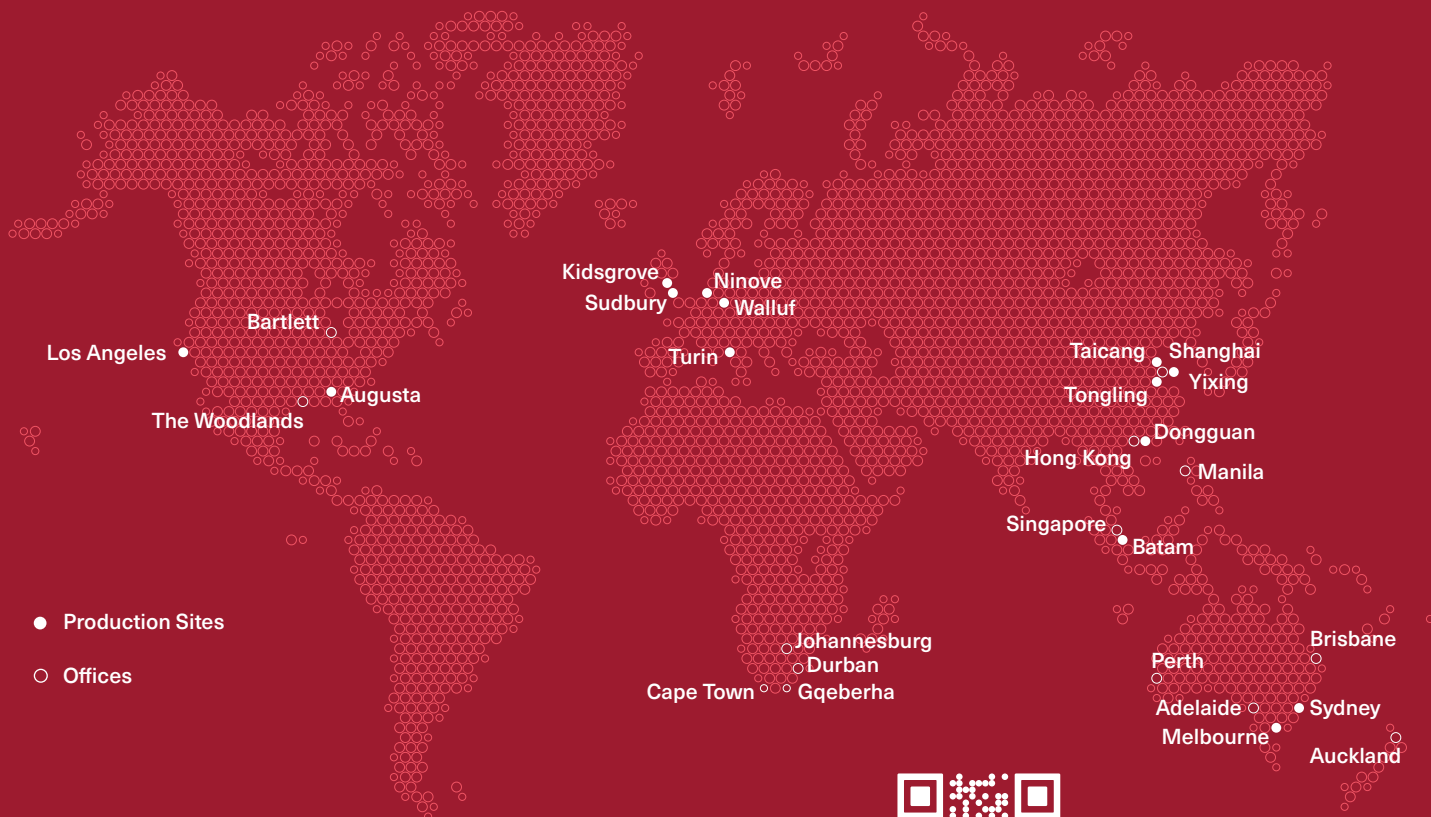 Kidsgrove
Ninove
Sudbury
Walluf
Bartlett
Los Angeles
Turin
Taicang
Shanghai
Yixing
Augusta
Tongling
The Woodlands
Dongguan
Hong Kong
Manila
Singapore
Batam
Production Sites
Johannesburg
Brisbane
Durban
Perth
Offices
Cape Town
Gqeberha
Adelaide
Sydney
Melbourne
Auckland